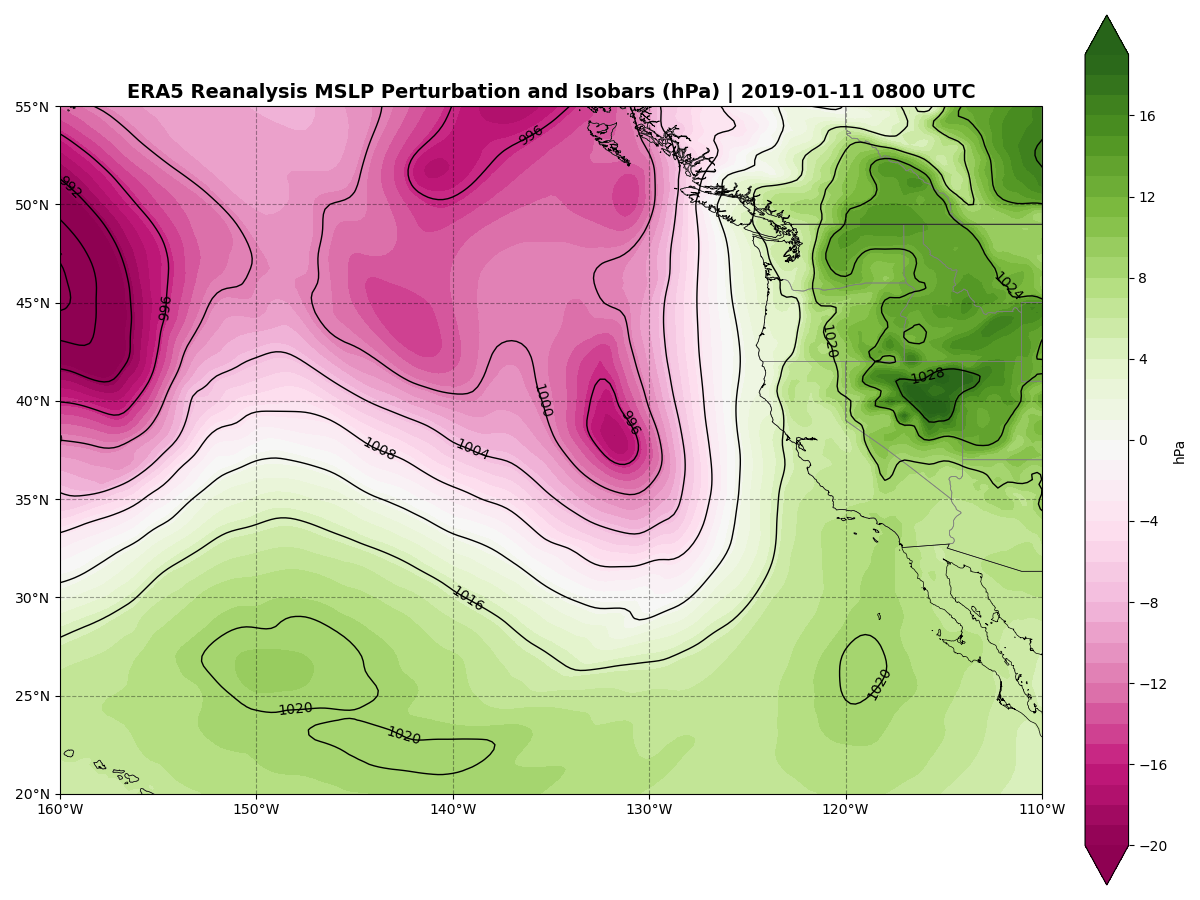 ERA5 Reanalysis MSLP Perturbation and Isobars (hPa) | 2019-01-11 0800 UTC
55°N
50°N
45°N
40°N
35°N
30°N
25°N
20°N
160°W
150°W
140°W
130°W
120°W
110°W
992
996
996
1024
1020
1028
1000
996
1008
1004
1016
1020
1020
1020
16
12
8
4
0
−4
−8
−12
−16
−20
hPa